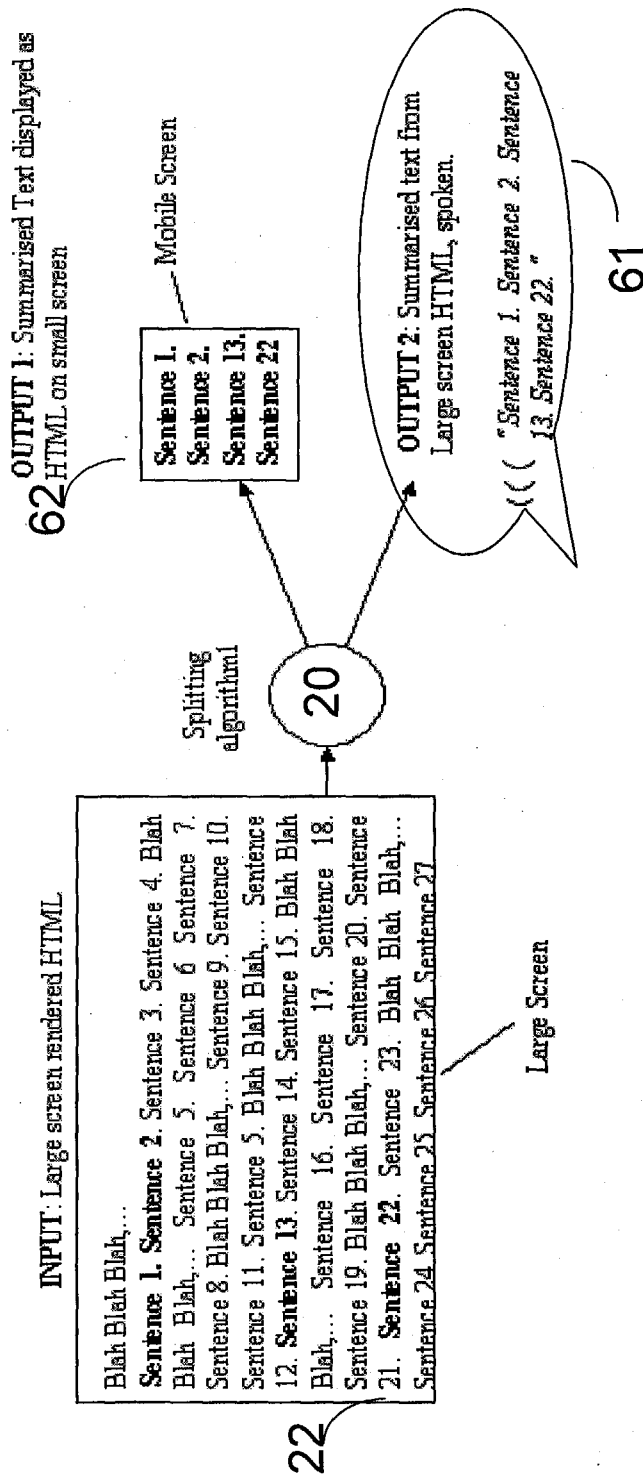 INPUT: Large screen rendered HTML
Blah Blah Blah,...
Sentence 1. Sentence 2. Sentence 3. Sentence 4. Blah
Blah Blah,... Sentence 5. Sentence 6 Sentence 7.
Sentence 8. Blah Blah Blah,... Sentence 9. Sentence 10.
Sentence 11. Sentence 5. Blah Blah Blah,... Sentence
12. Sentence 13. Sentence 14. Sentence 15. Blah Blah
Blah,... Sentence 16. Sentence 17. Sentence 18.
Sentence 19. Blah Blah Blah,... Sentence 20. Sentence
21. Sentence 22. Sentence 23. Blah Blah Blah,...
Sentence 24. Sentence 25. Sentence 26. Sentence 27
22
Large Screen
Splitting
algorithm1
20
OUTPUT 1: Summarised Text displayed as
HTML on small screen
62
Sentence 1.
Sentence 2.
Sentence 13.
Sentence 22
Mobile Screen
OUTPUT 2: Summarised text from
Large screen HTML, spoken.
((( "Sentence 1. Sentence 2. Sentence
13. Sentence 22."
61